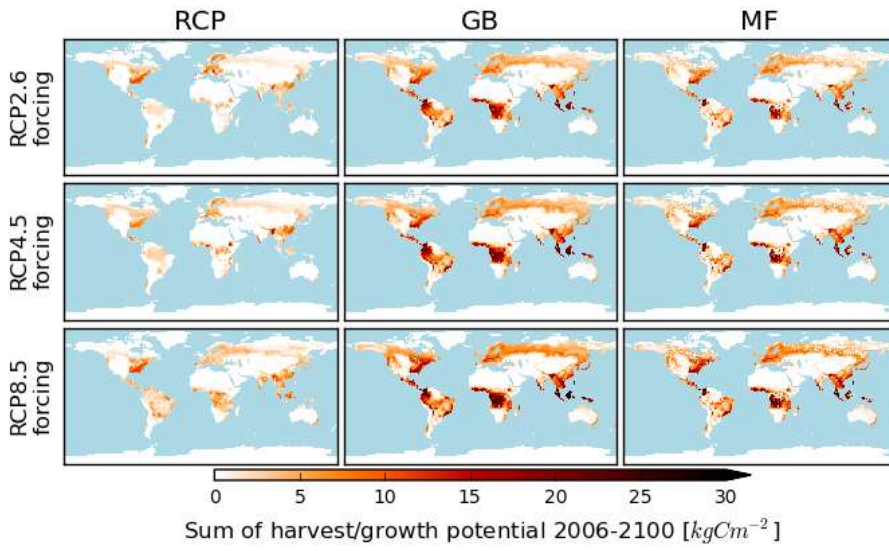 RCP GB MF
RCP2.6
forcing
RCP4.5
forcing
RCP8.5
forcing
0 5 10 15 20 25 30
Sum of harvest/growth potential 2006-2100 [kgCm⁻²]